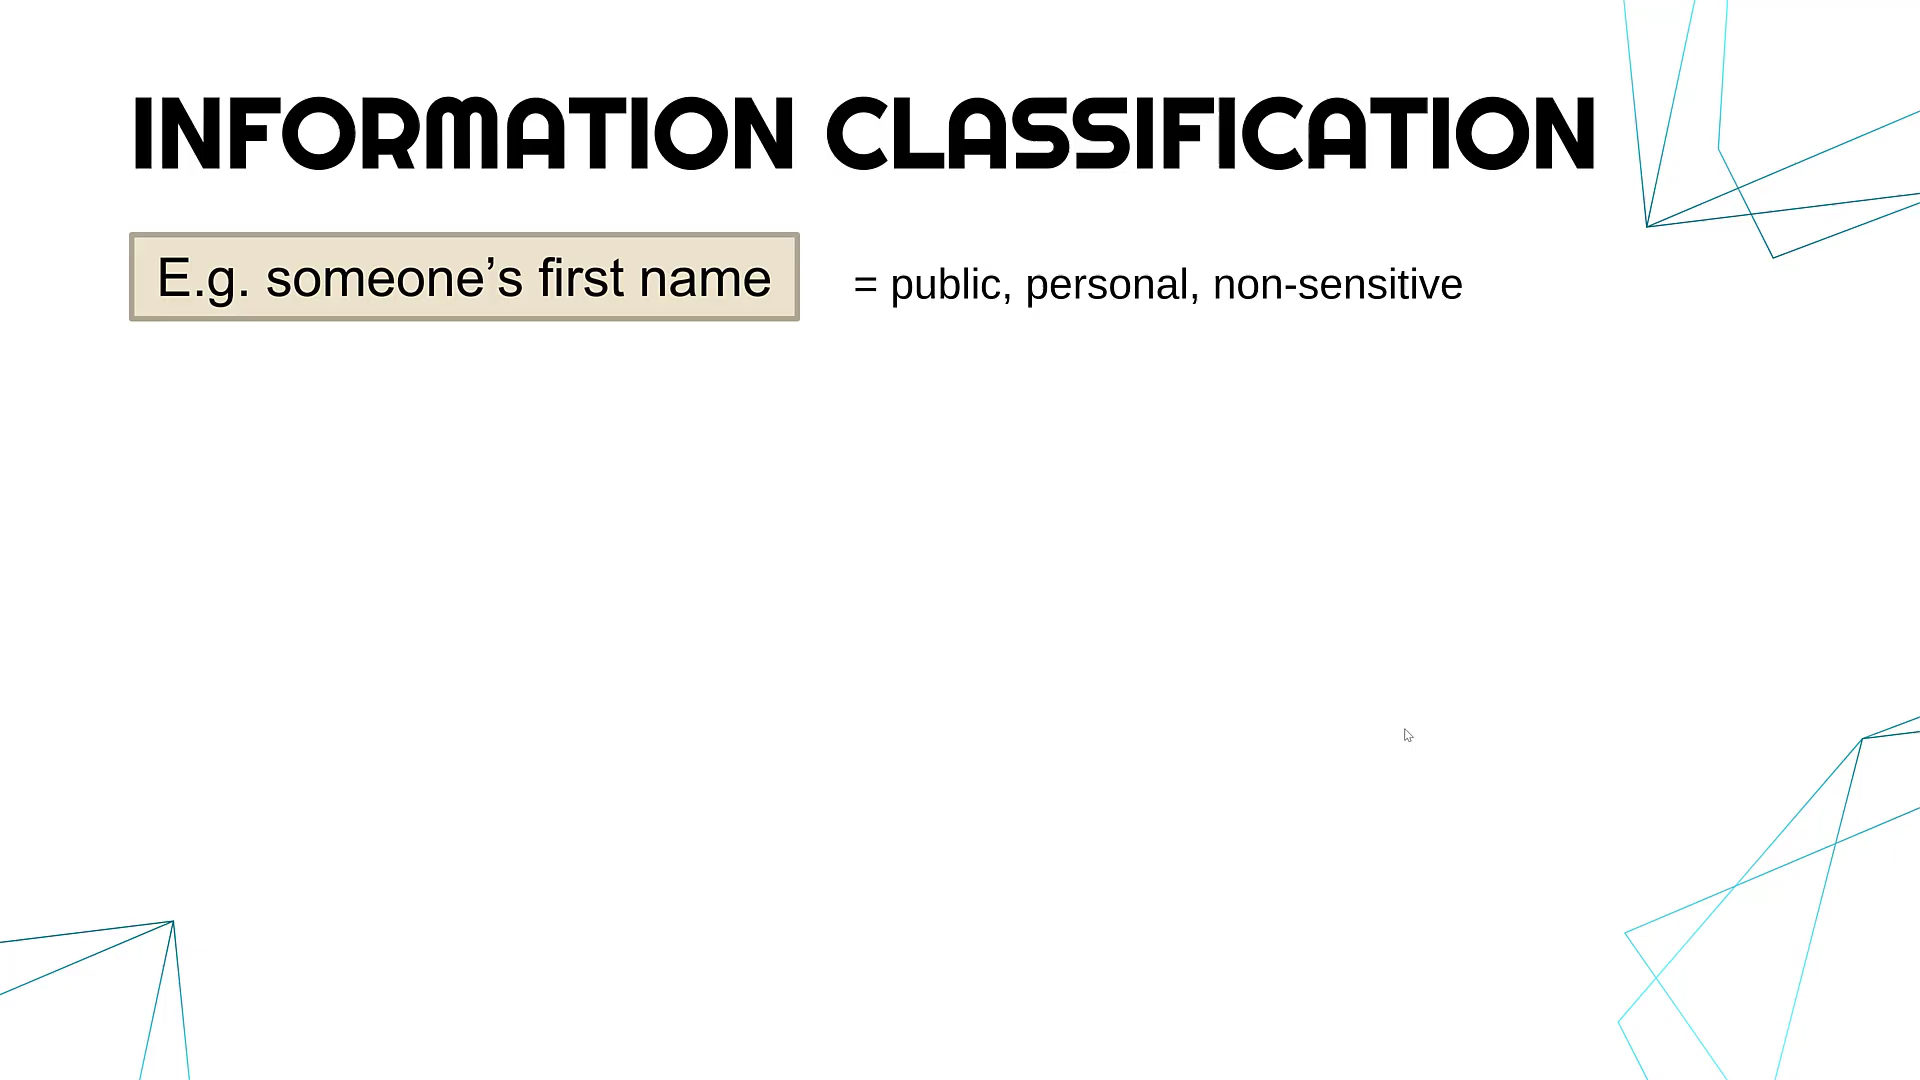 INFORMATION CLASSIFICATION
E.g. someone’s first name
= public, personal, non-sensitive